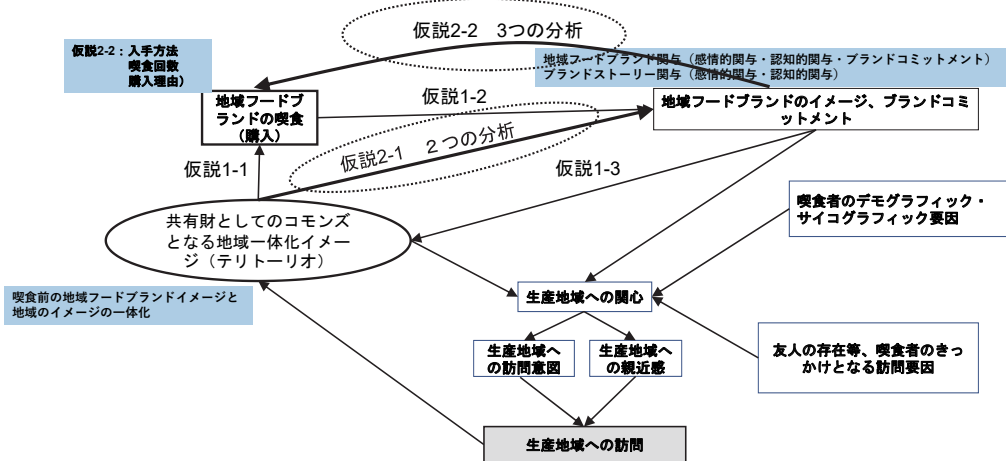 仮説2-2 3つの分析
仮説2-2：入手方法
喫食回数
購入理由）
地域フードブランド関与（感情的関与・認知的関与・ブランドコミットメント）
ブランドストーリー関与（感情的関与・認知的関与）
地域フードブ
ランドの喫食
（購入）
仮説1-2
地域フードブランドのイメージ、ブランドコミ
ットメント
仮説2-1 2つの分析
仮説1-1
仮説1-3
喫食者のデモグラフィック・
サイコグラフィック要因
共有財としてのコモンズ
となる地域一体化イメー
ジ（テリトーリオ）
喫食前の地域フードブランドイメージと
地域のイメージの一体化
生産地域への関心
生産地域へ
の訪問意図
生産地域へ
の親近感
友人の存在等、喫食者のきっ
かけとなる訪問要因
生産地域への訪問